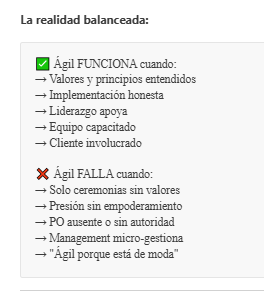 La realidad balanceada:
✅ Ágil FUNCIONA cuando:
→ Valores y principios entendidos
→ Implementación honesta
→ Liderazgo apoya
→ Equipo capacitado
→ Cliente involucrado
❌ Ágil FALLA cuando:
→ Solo ceremonias sin valores
→ Presión sin empoderamiento
→ PO ausente o sin autoridad
→ Management micro-gestiona
→ "Ágil porque está de moda"